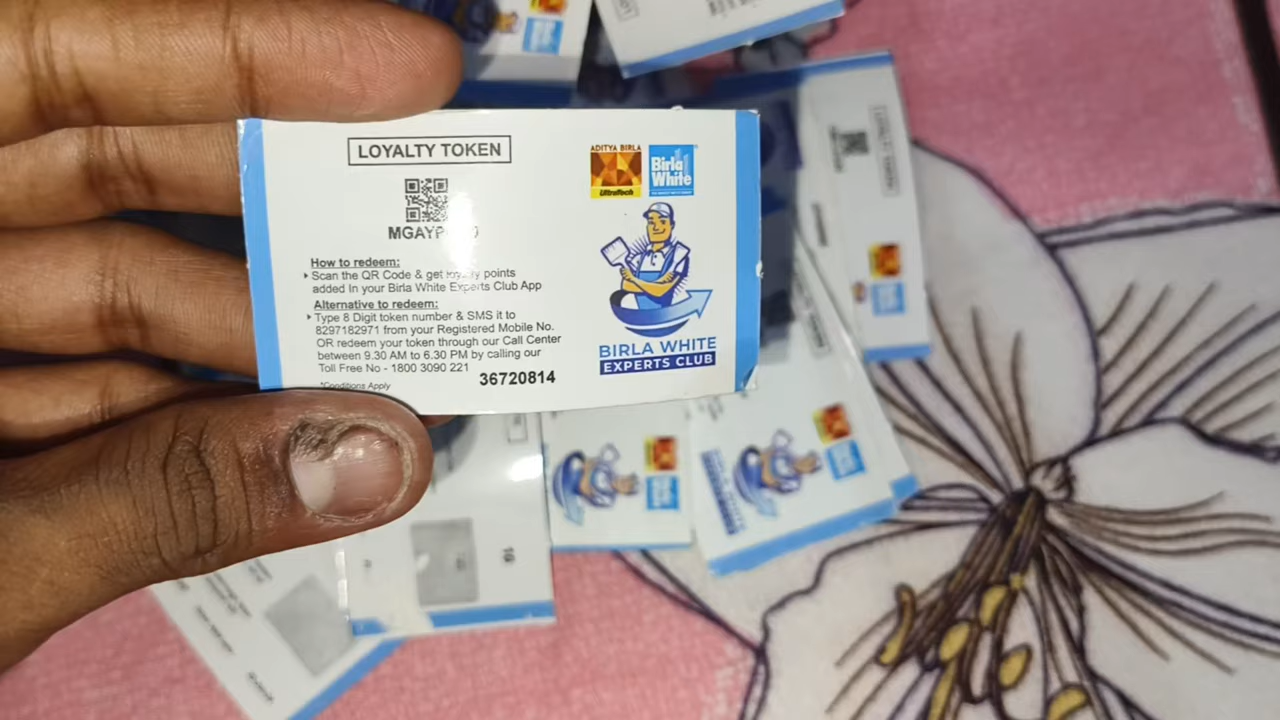 LOYALTY TOKEN
ADITYA BIRLA
UltraTech
Birla
White
How to redeem:
Scan the QR Code & get loyalty points
added In your Birla White Experts Club App
Alternative to redeem:
Type 8 Digit token number & SMS it to
8297182971 from your Registered Mobile No.
OR redeem your token through our Call Center
between 9.30 AM to 6.30 PM by calling our
Toll Free No - 1800 3090 221
*Conditions Apply
36720814
BIRLA WHITE
EXPERTS CLUB